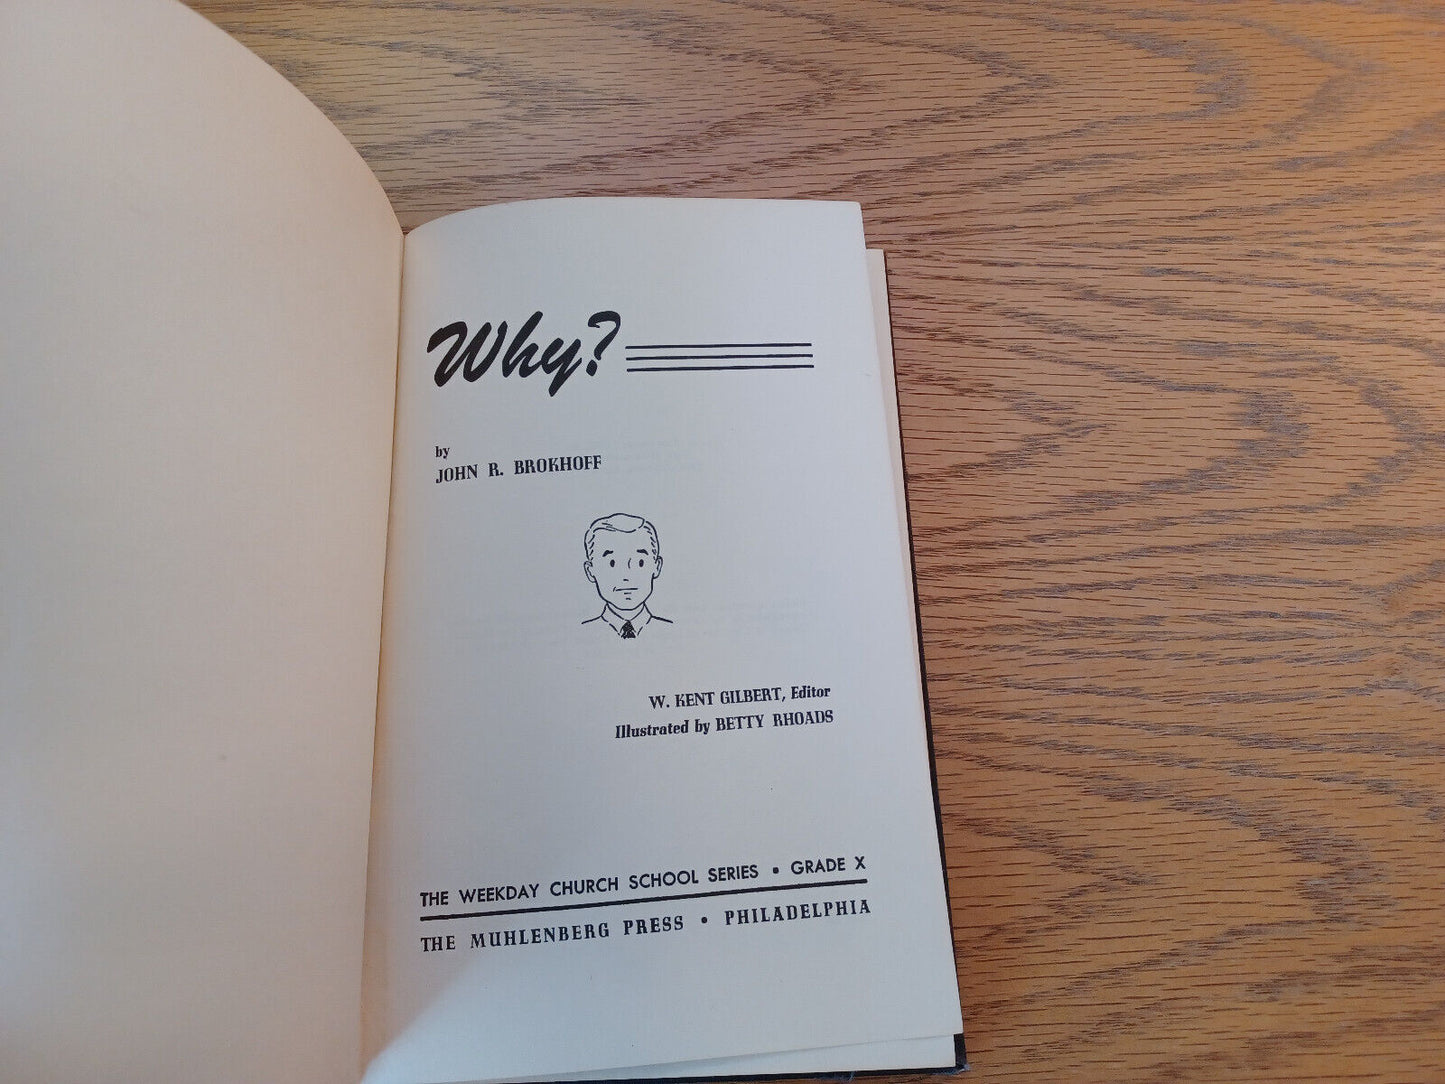 Why?
by
JOHN R. BROKHOFF
W. KENT GILBERT, Editor
Illustrated by BETTY RHOADS
THE WEEKDAY CHURCH SCHOOL SERIES • GRADE X
THE MUHLENBERG PRESS • PHILADELPHIA